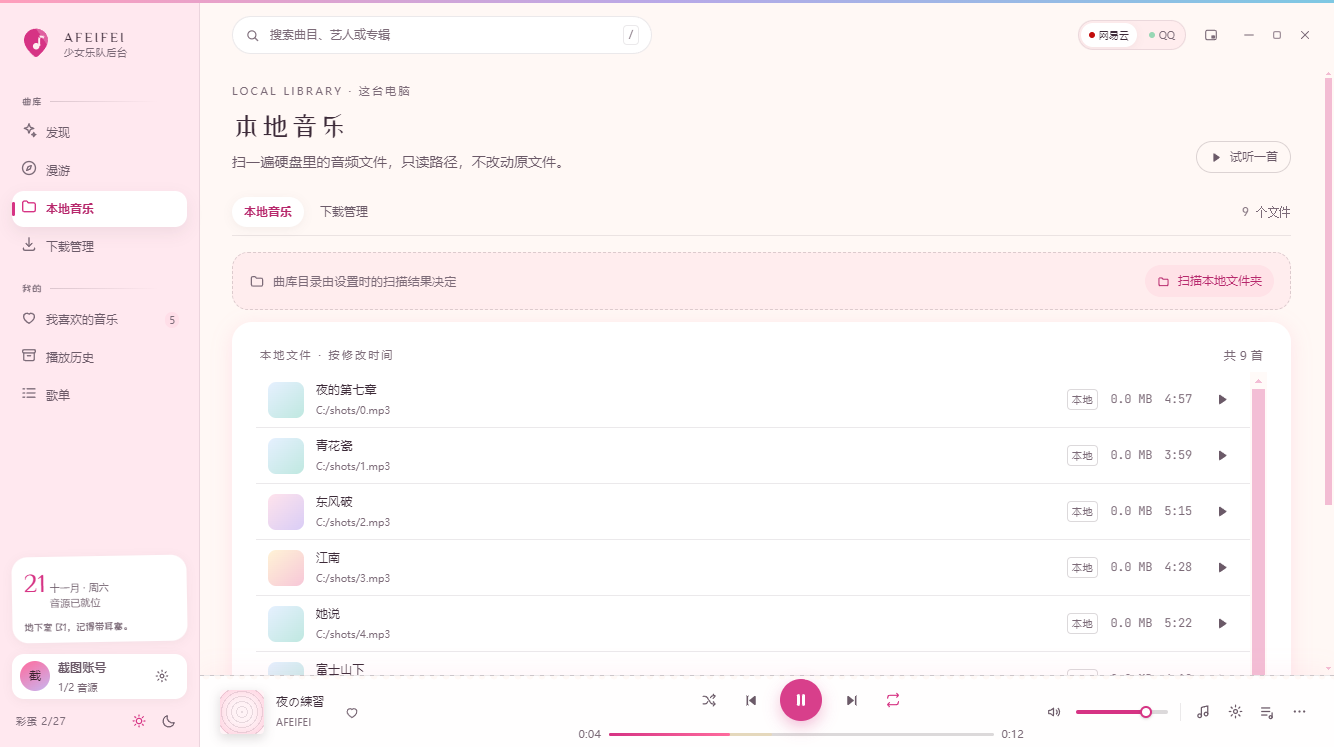 AFEIFEI
少女乐队后台
曲库
发现
漫游
本地音乐
下载管理
我的
我喜欢的音乐 5
播放历史
歌单
21 十一月 · 周六
音源已就位
地下室 B1，记得带耳塞。
截 截图账号
1/2 音源
彩蛋 2/27
搜索曲目、艺人或专辑 /
网易云 QQ
LOCAL LIBRARY · 这台电脑
本地音乐
扫一遍硬盘里的音频文件，只读路径，不改动原文件。
试听一首
本地音乐 下载管理 9 个文件
曲库目录由设置时的扫描结果决定 扫描本地文件夹
本地文件 · 按修改时间 共 9 首
夜的第七章
C:/shots/0.mp3
本地 0.0 MB 4:57
青花瓷
C:/shots/1.mp3
本地 0.0 MB 3:59
东风破
C:/shots/2.mp3
本地 0.0 MB 5:15
江南
C:/shots/3.mp3
本地 0.0 MB 4:28
她说
C:/shots/4.mp3
本地 0.0 MB 5:22
富士山下
夜の練習
AFEIFEI
0:04 0:12